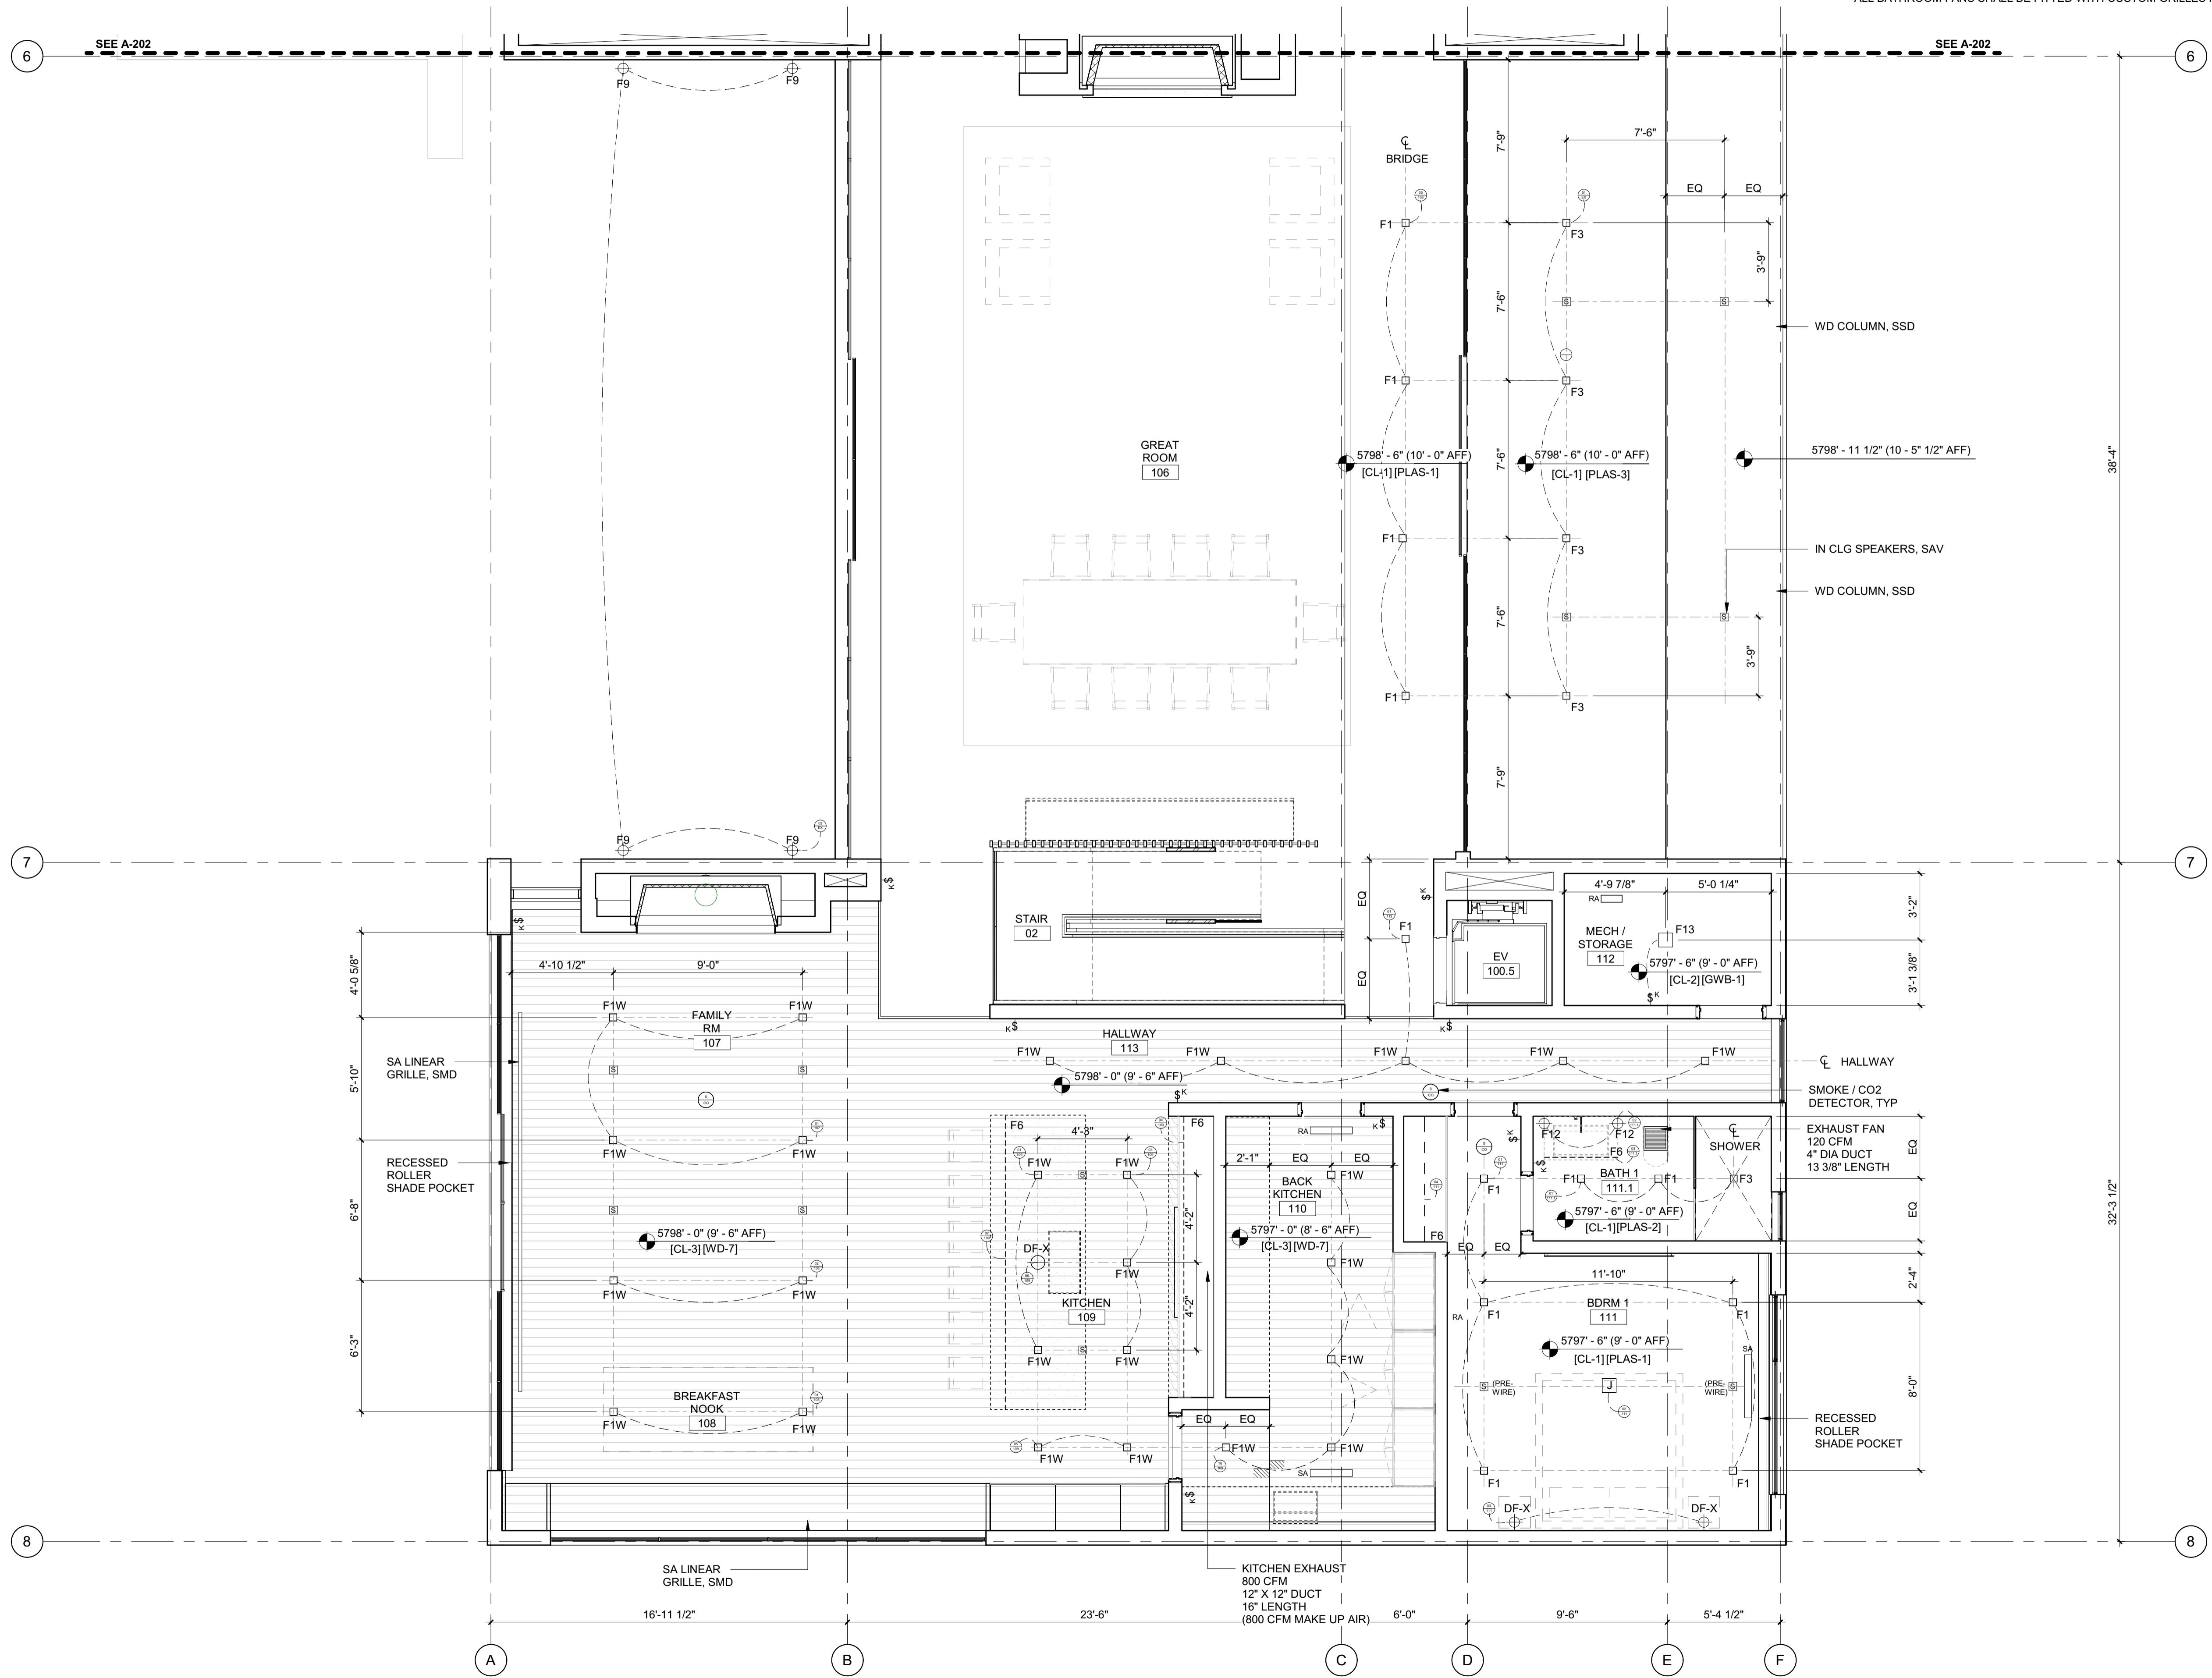 ALL BATHROOM FANS SHALL BE FITTED WITH CUSTOM GRILLES
SEE A-202
SEE A-202
6
6
F9
F9
7'-9"
7'-6"
℄
BRIDGE
EQ
EQ
F1
F3
3'-9"
S
S
7'-6"
WD COLUMN, SSD
F1
F3
GREAT
ROOM
106
5798' - 6" (10' - 0" AFF)
[CL-1] [PLAS-1]
7'-6"
5798' - 6" (10' - 0" AFF)
[CL-1] [PLAS-3]
5798' - 11 1/2" (10 - 5" 1/2" AFF)
38'-4"
F1
F3
IN CLG SPEAKERS, SAV
WD COLUMN, SSD
7'-6"
S
S
3'-9"
F1
F3
7'-9"
F9
F9
7
7
K$
K$
$K
EQ
EQ
F1
4'-9 7/8"
5'-0 1/4"
RA
3'-2"
STAIR
02
EV
100.5
MECH /
STORAGE
112
F13
5797' - 6" (9' - 0" AFF)
[CL-2] [GWB-1]
3'-1 3/8"
$K
4'-0 5/8"
4'-10 1/2"
9'-0"
F1W
F1W
FAMILY
RM
107
K$
K$
HALLWAY
113
F1W
F1W
F1W
F1W
F1W
℄ HALLWAY
SA LINEAR
GRILLE, SMD
5'-10"
S
S
5798' - 0" (9' - 6" AFF)
SMOKE / CO2
DETECTOR, TYP
$K
F6
F6
4'-3"
RA
K$
K$
F12
F12
℄
SHOWER
EXHAUST FAN
120 CFM
4" DIA DUCT
13 3/8" LENGTH
EQ
EQ
F1W
F1W
RECESSED
ROLLER
SHADE POCKET
F1W
F1W
S
2'-1"
EQ
EQ
F1W
K$
F6
BATH 1
111.1
F1
F1
F1
F3
5797' - 6" (9' - 0" AFF)
[CL-1] [PLAS-2]
BACK
KITCHEN
110
6'-8"
S
S
5798' - 0" (9' - 6" AFF)
[CL-3] [WD-7]
4'-2"
5797' - 0" (8' - 6" AFF)
[CL-3] [WD-7]
F6
EQ
EQ
32'-3 1/2"
DF-X
F1W
F1W
4'-2"
KITCHEN
109
11'-10"
2'-4"
F1W
F1W
RA
F1
BDRM 1
111
F1
5797' - 6" (9' - 0" AFF)
[CL-1] [PLAS-1]
SA
6'-3"
F1W
S
F1W
F1W
S
(PRE-
WIRE)
J
(PRE-
WIRE)
S
8'-0"
BREAKFAST
NOOK
108
F1W
F1W
EQ
EQ
F1W
F1W
F1W
F1W
SA
K$
F1
F1
RECESSED
ROLLER
SHADE POCKET
DF-X
DF-X
8
8
SA LINEAR
GRILLE, SMD
KITCHEN EXHAUST
800 CFM
12" X 12" DUCT
16" LENGTH
(800 CFM MAKE UP AIR)
16'-11 1/2"
23'-6"
6'-0"
9'-6"
5'-4 1/2"
A
B
C
D
E
F